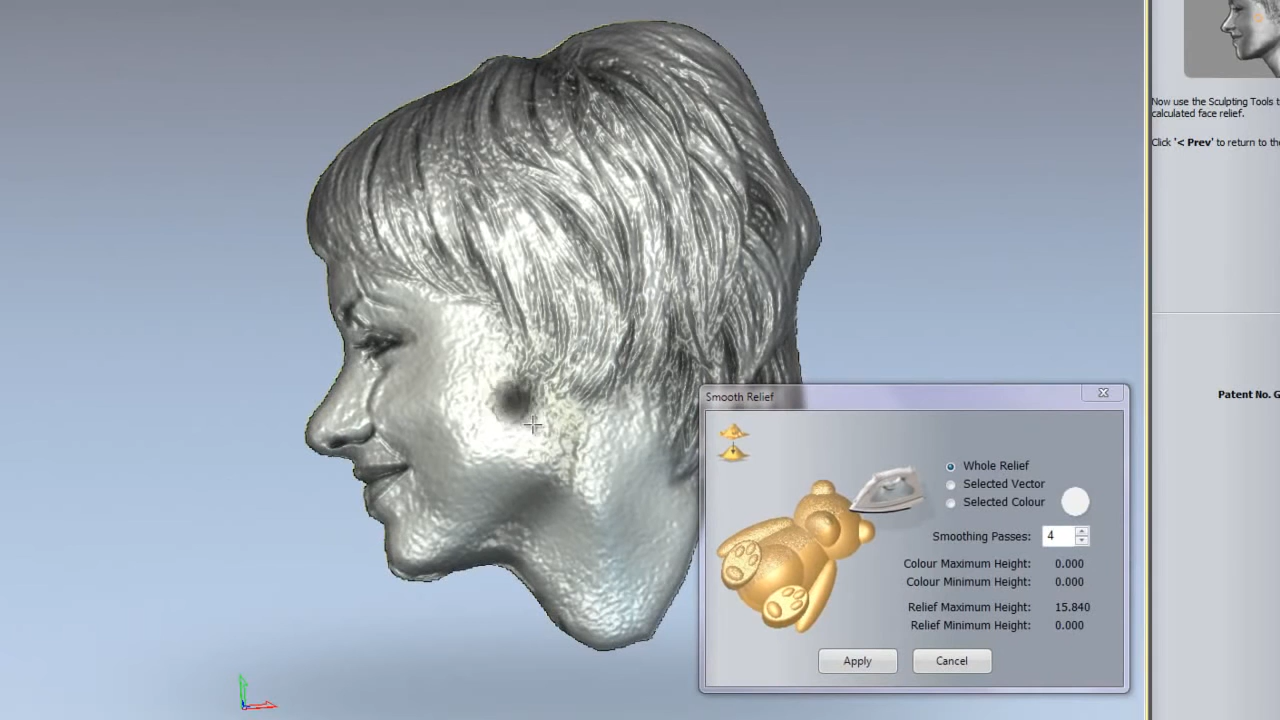 Now use the Sculpting Tools t
calculated face relief.
Click '< Prev' to return to the
Patent No. G
Smooth Relief
Whole Relief
Selected Vector
Selected Colour
Smoothing Passes: 4
Colour Maximum Height: 0.000
Colour Minimum Height: 0.000
Relief Maximum Height: 15.840
Relief Minimum Height: 0.000
Apply
Cancel